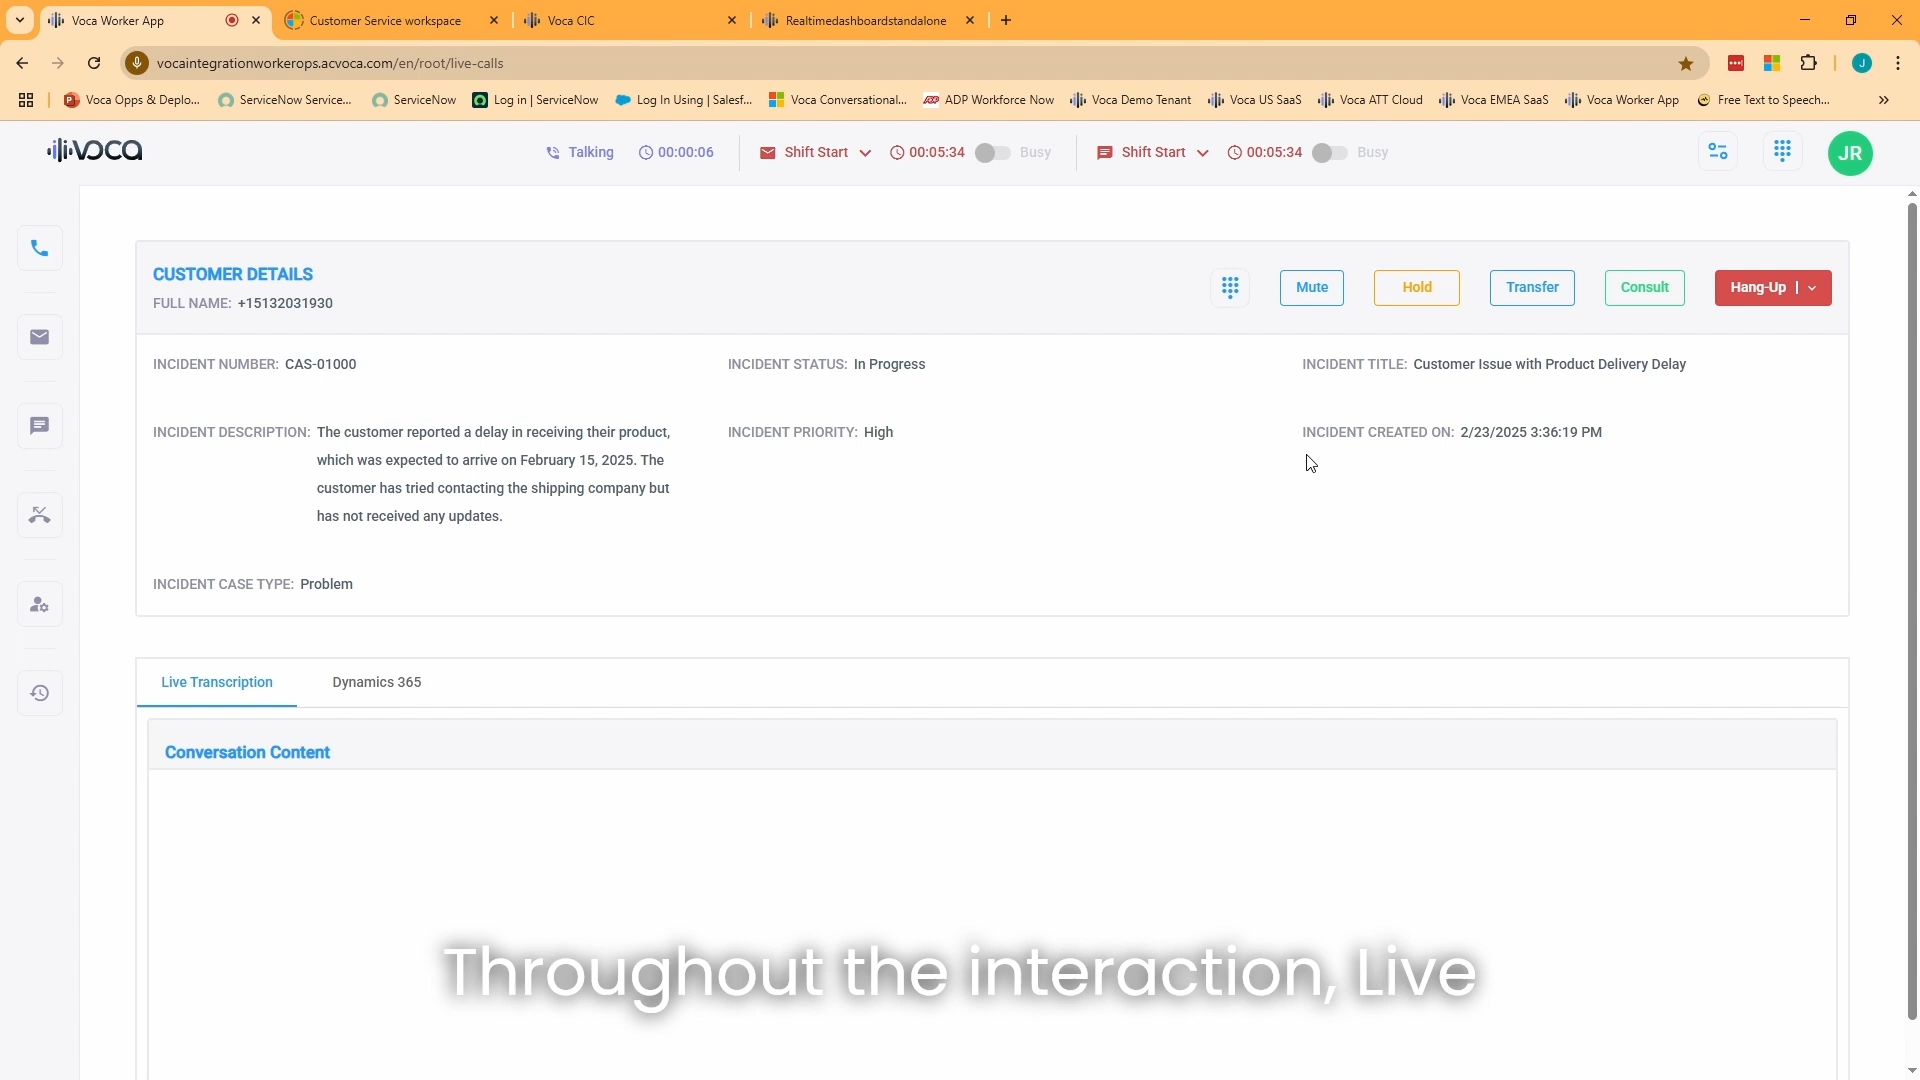 Voca Worker App
Customer Service workspace
Voca CIC
Realtimedashboardstandalone
vocaintegrationworkerops.acvoca.com/en/root/live-calls
J
Voca Opps & Deplo...
ServiceNow Service...
ServiceNow
Log in | ServiceNow
Log In Using | Salesf...
Voca Conversational...
ADP Workforce Now
Voca Demo Tenant
Voca US SaaS
Voca ATT Cloud
Voca EMEA SaaS
Voca Worker App
Free Text to Speech...
VOCA
Talking
00:00:06
Shift Start
00:05:34
Busy
Shift Start
00:05:34
Busy
JR
CUSTOMER DETAILS
FULL NAME: +15132031930
Mute
Hold
Transfer
Consult
Hang-Up
INCIDENT NUMBER: CAS-01000
INCIDENT STATUS: In Progress
INCIDENT TITLE: Customer Issue with Product Delivery Delay
INCIDENT DESCRIPTION: The customer reported a delay in receiving their product,
which was expected to arrive on February 15, 2025. The
customer has tried contacting the shipping company but
has not received any updates.
INCIDENT PRIORITY: High
INCIDENT CREATED ON: 2/23/2025 3:36:19 PM
INCIDENT CASE TYPE: Problem
Live Transcription
Dynamics 365
Conversation Content
Throughout the interaction, Live